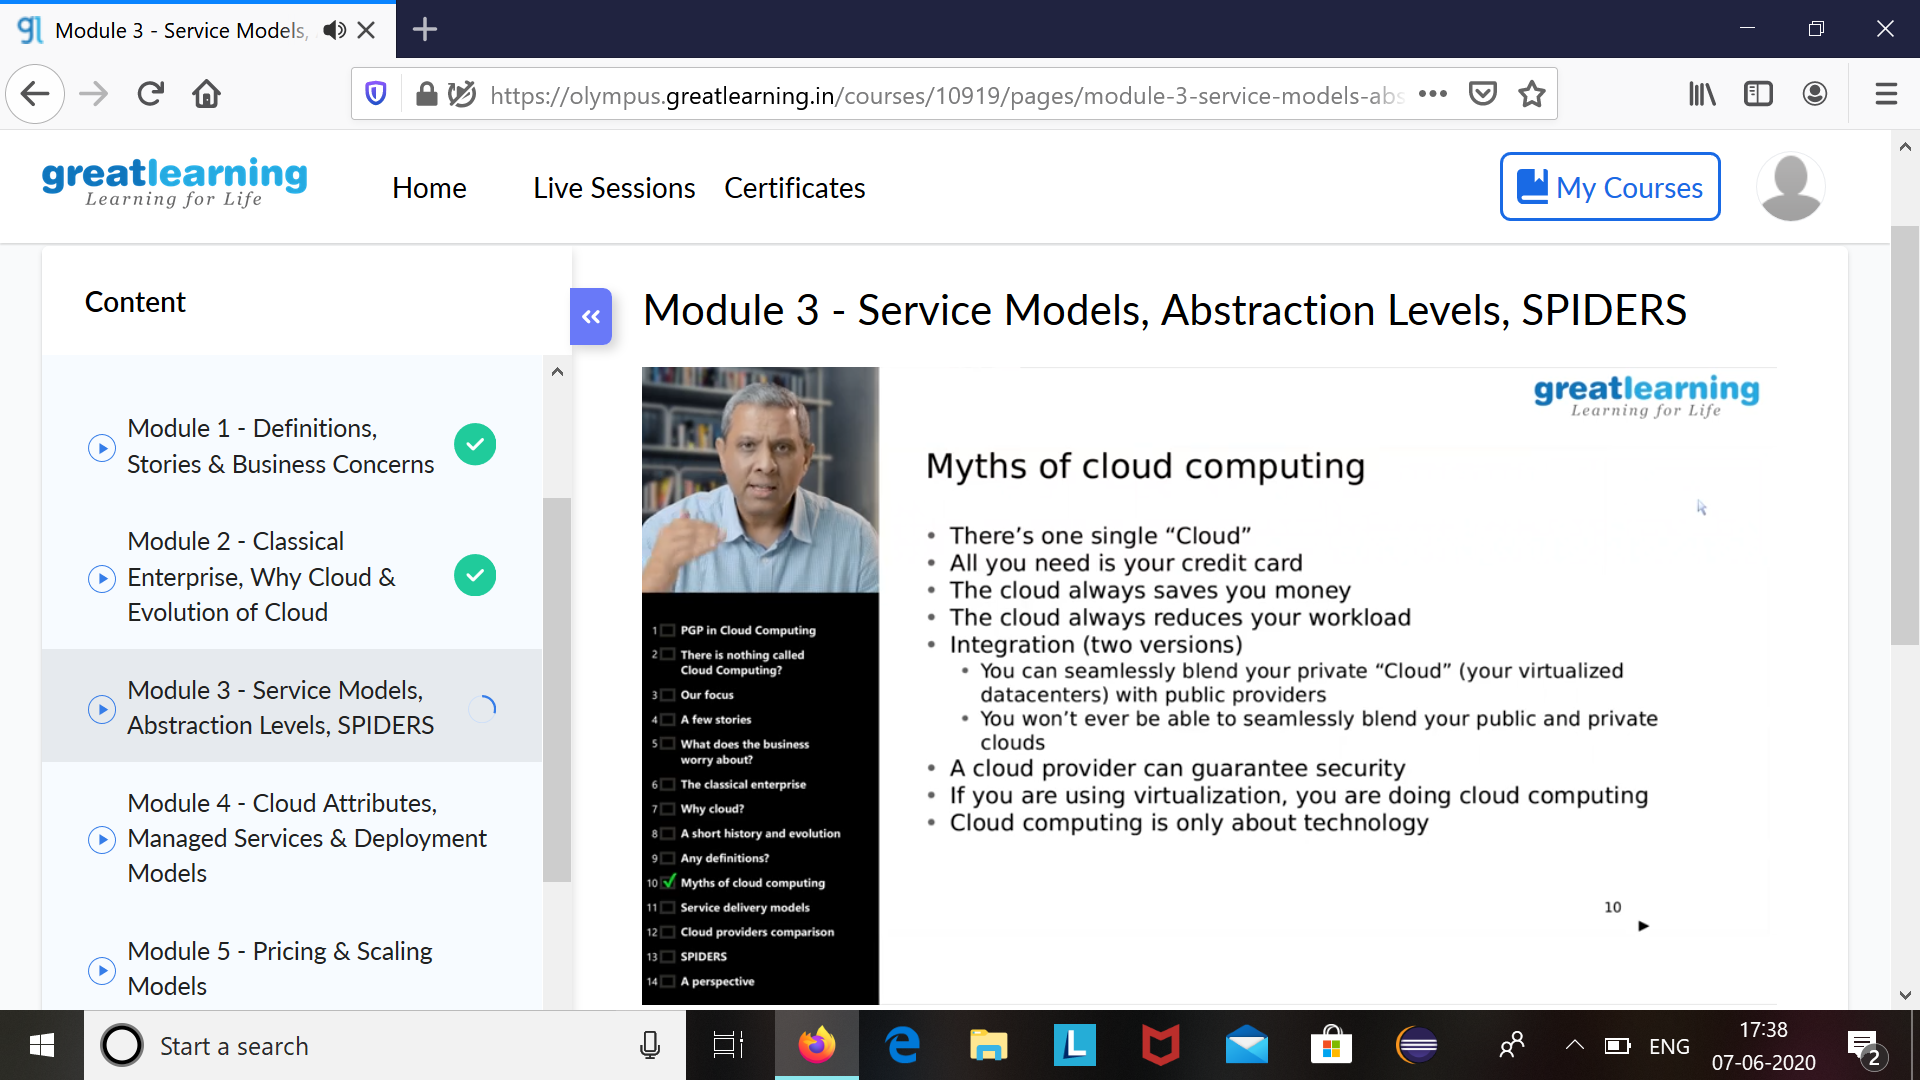 Module 3 - Service Models,
https://olympus.greatlearning.in/courses/10919/pages/module-3-service-models-abs
greatlearning
Learning for Life
Home
Live Sessions
Certificates
My Courses
Content
Module 1 - Definitions,
Stories & Business Concerns
Module 2 - Classical
Enterprise, Why Cloud &
Evolution of Cloud
Module 3 - Service Models,
Abstraction Levels, SPIDERS
Module 4 - Cloud Attributes,
Managed Services & Deployment
Models
Module 5 - Pricing & Scaling
Models
Module 3 - Service Models, Abstraction Levels, SPIDERS
1 PGP in Cloud Computing
2 There is nothing called
Cloud Computing?
3 Our focus
4 A few stories
5 What does the business
worry about?
6 The classical enterprise
7 Why cloud?
8 A short history and evolution
9 Any definitions?
10 Myths of cloud computing
11 Service delivery models
12 Cloud providers comparison
13 SPIDERS
14 A perspective
greatlearning
Learning for Life
Myths of cloud computing
• There's one single “Cloud”
• All you need is your credit card
• The cloud always saves you money
• The cloud always reduces your workload
• Integration (two versions)
• You can seamlessly blend your private “Cloud” (your virtualized
datacenters) with public providers
• You won't ever be able to seamlessly blend your public and private
clouds
• A cloud provider can guarantee security
• If you are using virtualization, you are doing cloud computing
• Cloud computing is only about technology
10
Start a search
ENG
17:38
07-06-2020
2